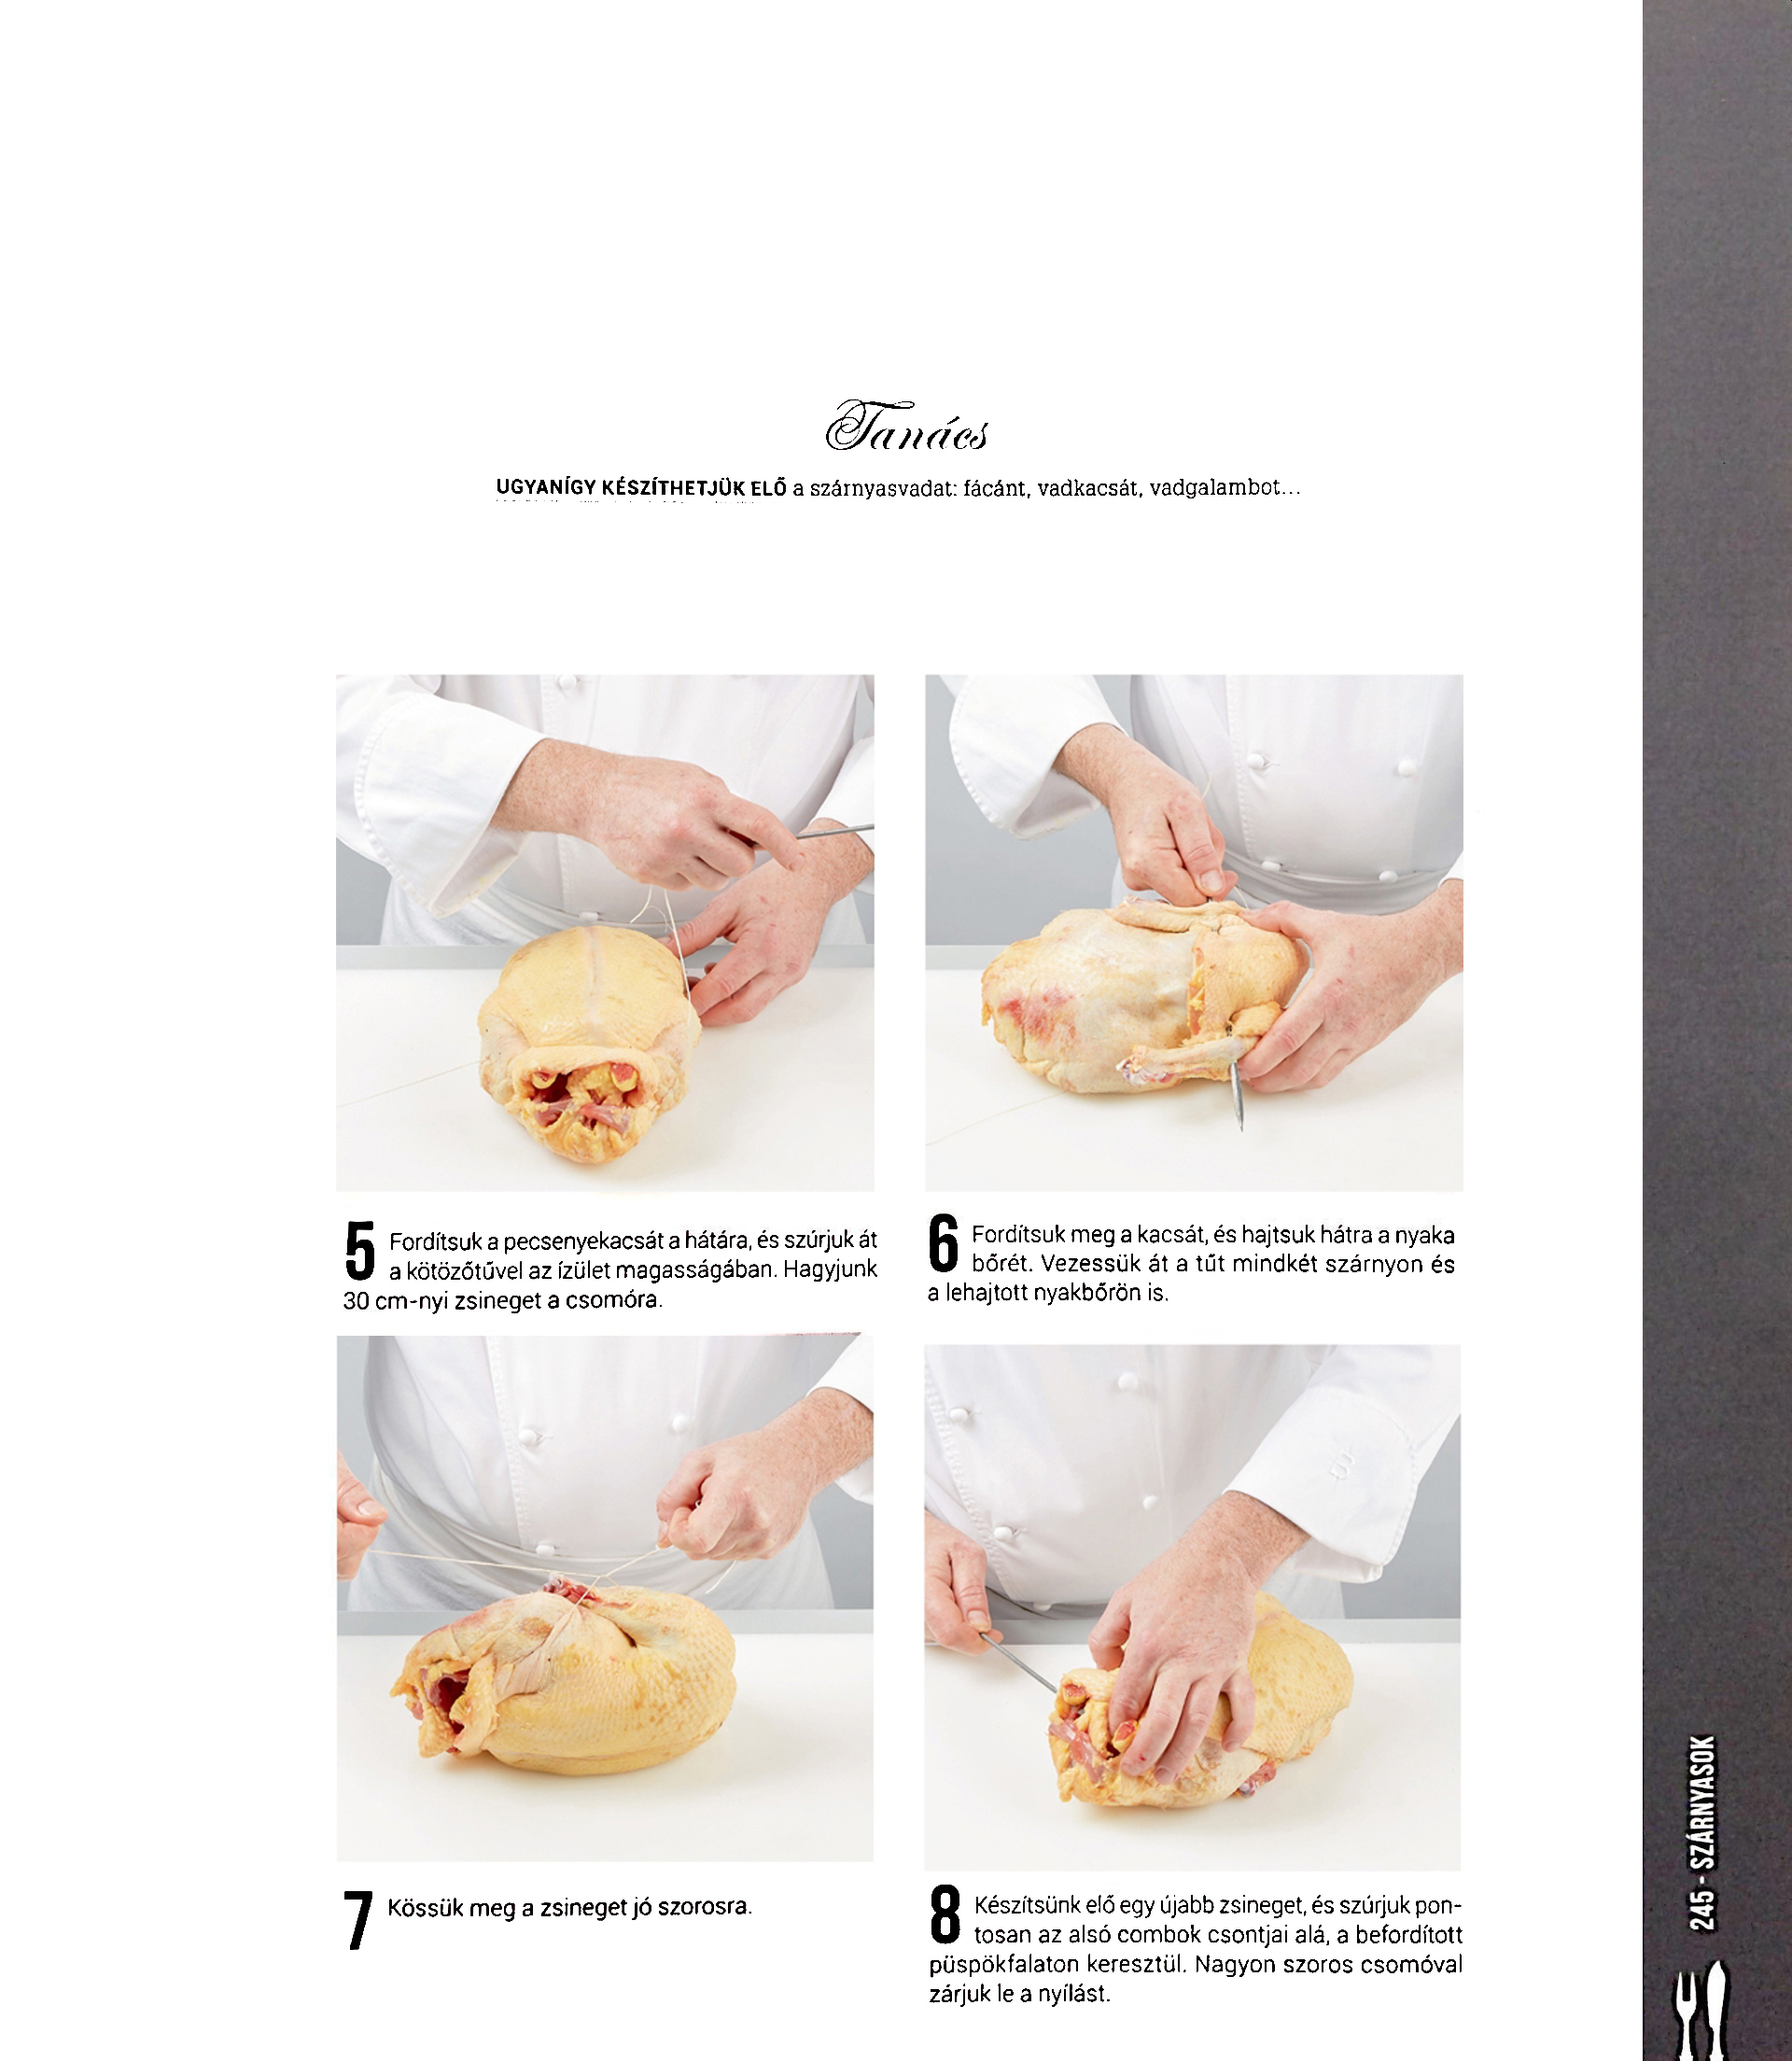 Tanács
UGYANÍGY KÉSZÍTHETJÜK ELŐ a szárnyasvadat: fácánt, vadkacsát, vadgalambot...
5 Fordítsuk a pecsenyekacsát a hátára, és szúrjuk át
a kötözőtűvel az ízület magasságában. Hagyjunk
30 cm-nyi zsineget a csomóra.
6 Fordítsuk meg a kacsát, és hajtsuk hátra a nyaka
bőrét. Vezessük át a tűt mindkét szárnyon és
a lehajtott nyakbőrön is.
7 Kössük meg a zsineget jó szorosra.
8 Készítsünk elő egy újabb zsineget, és szúrjuk pon-
tosan az alsó combok csontjai alá, a befordított
püspökfalaton keresztül. Nagyon szoros csomóval
zárjuk le a nyílást.
245 - SZÁRNYASOK